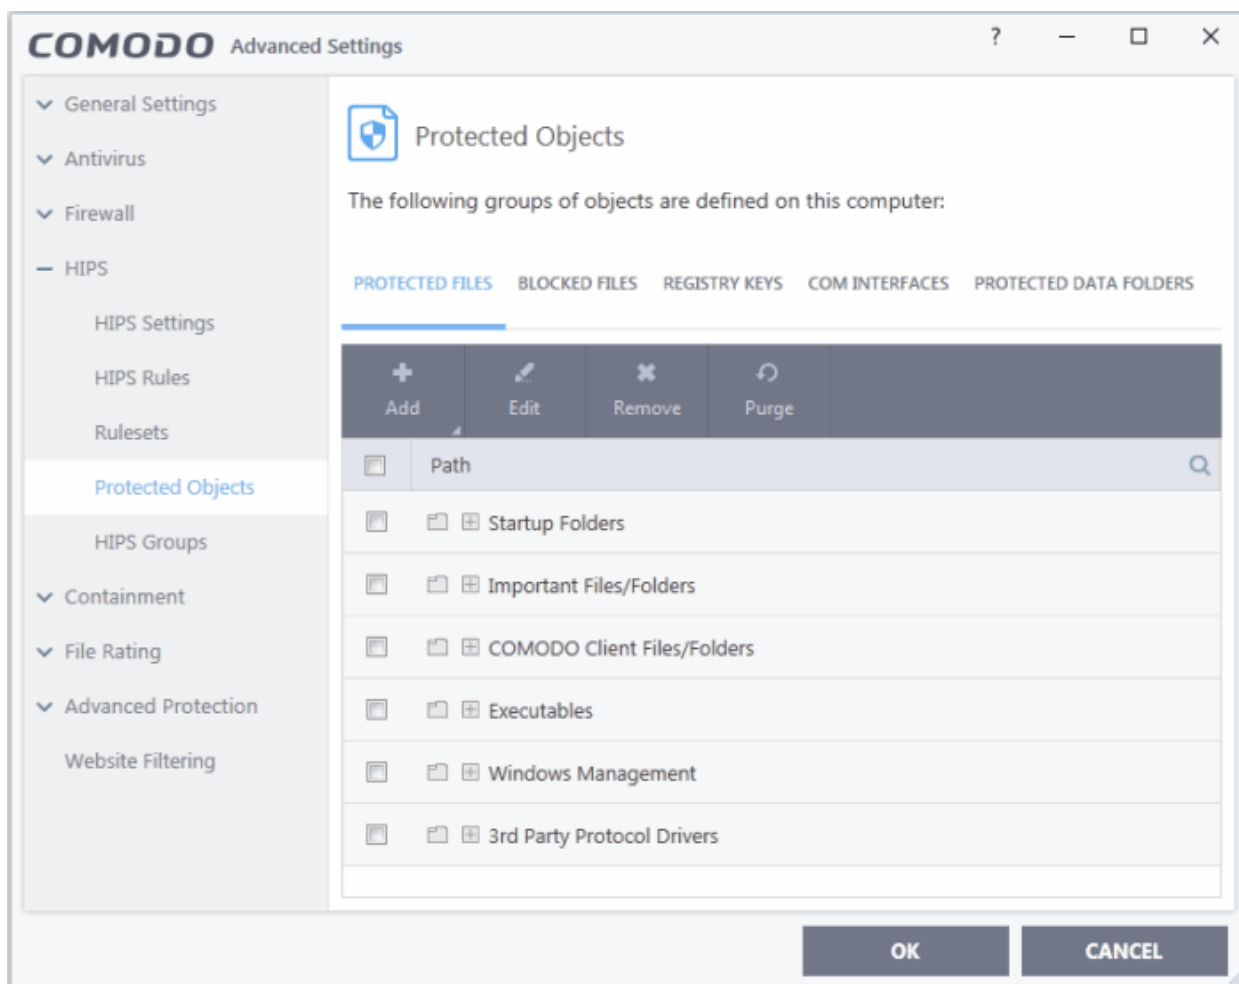 COMODO Advanced Settings ?
General Settings
Antivirus
Firewall
HIPS
HIPS Settings
HIPS Rules
Rulesets
Protected Objects
HIPS Groups
Containment
File Rating
Advanced Protection
Website Filtering
Protected Objects
The following groups of objects are defined on this computer:
PROTECTED FILES BLOCKED FILES REGISTRY KEYS COM INTERFACES PROTECTED DATA FOLDERS
Add Edit Remove Purge
Path
Startup Folders
Important Files/Folders
COMODO Client Files/Folders
Executables
Windows Management
3rd Party Protocol Drivers
OK CANCEL